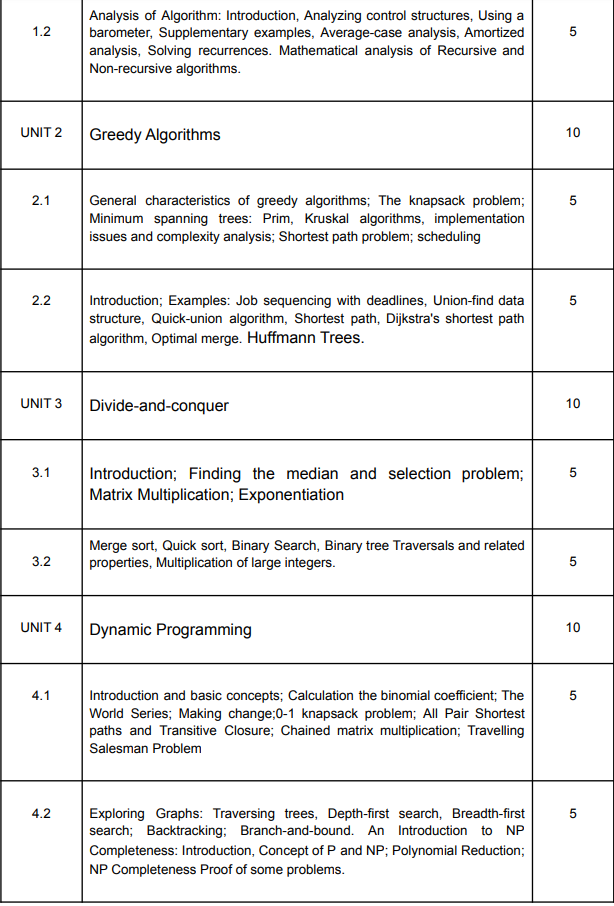 1.2
Analysis of Algorithm: Introduction, Analyzing control structures, Using a
barometer, Supplementary examples, Average-case analysis, Amortized
analysis, Solving recurrences. Mathematical analysis of Recursive and
Non-recursive algorithms.
5
UNIT 2
Greedy Algorithms
10
2.1
General characteristics of greedy algorithms; The knapsack problem;
Minimum spanning trees: Prim, Kruskal algorithms, implementation
issues and complexity analysis; Shortest path problem; scheduling
5
2.2
Introduction; Examples: Job sequencing with deadlines, Union-find data
structure, Quick-union algorithm, Shortest path, Dijkstra's shortest path
algorithm, Optimal merge. Huffmann Trees.
5
UNIT 3
Divide-and-conquer
10
3.1
Introduction; Finding the median and selection problem;
Matrix Multiplication; Exponentiation
5
3.2
Merge sort, Quick sort, Binary Search, Binary tree Traversals and related
properties, Multiplication of large integers.
5
UNIT 4
Dynamic Programming
10
4.1
Introduction and basic concepts; Calculation the binomial coefficient; The
World Series; Making change;0-1 knapsack problem; All Pair Shortest
paths and Transitive Closure; Chained matrix multiplication; Travelling
Salesman Problem
5
4.2
Exploring Graphs: Traversing trees, Depth-first search, Breadth-first
search; Backtracking; Branch-and-bound. An Introduction to NP
Completeness: Introduction, Concept of P and NP; Polynomial Reduction;
NP Completeness Proof of some problems.
5